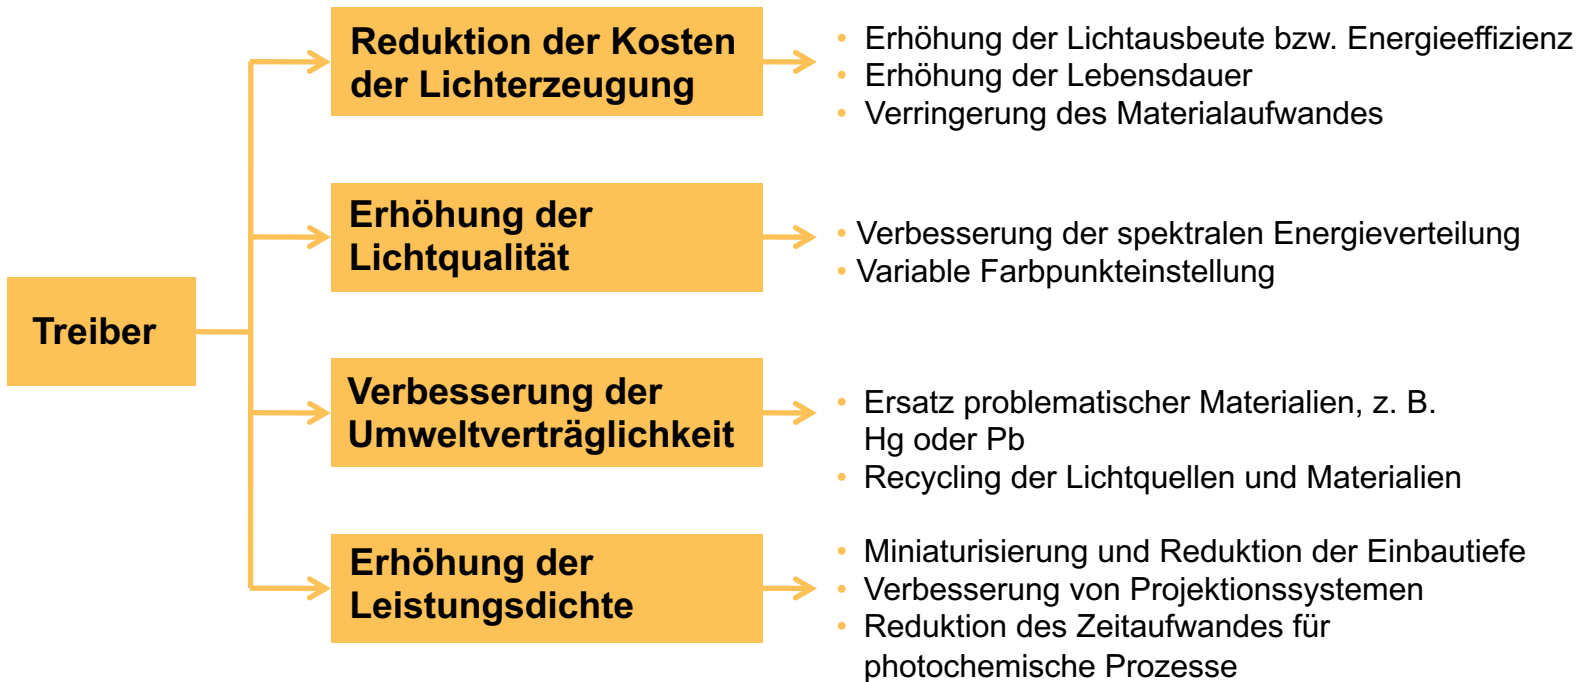 Treiber
Reduktion der Kosten
der Lichterzeugung
• Erhöhung der Lichtausbeute bzw. Energieeffizienz
• Erhöhung der Lebensdauer
• Verringerung des Materialaufwandes
Erhöhung der
Lichtqualität
• Verbesserung der spektralen Energieverteilung
• Variable Farbpunkteinstellung
Verbesserung der
Umweltverträglichkeit
• Ersatz problematischer Materialien, z. B.
Hg oder Pb
• Recycling der Lichtquellen und Materialien
Erhöhung der
Leistungsdichte
• Miniaturisierung und Reduktion der Einbautiefe
• Verbesserung von Projektionssystemen
• Reduktion des Zeitaufwandes für
photochemische Prozesse